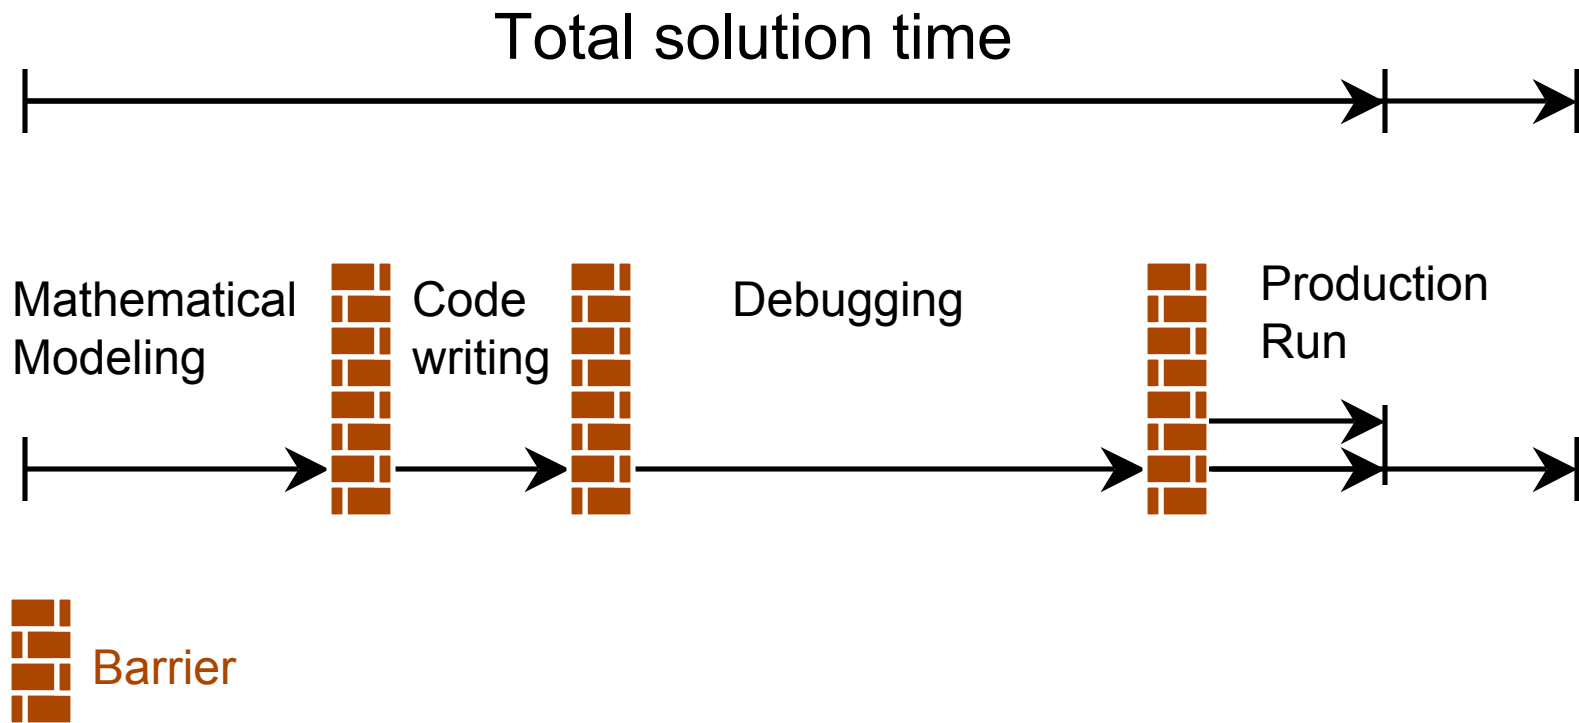 Total solution time
Mathematical
Modeling
Code
writing
Debugging
Production
Run
Barrier